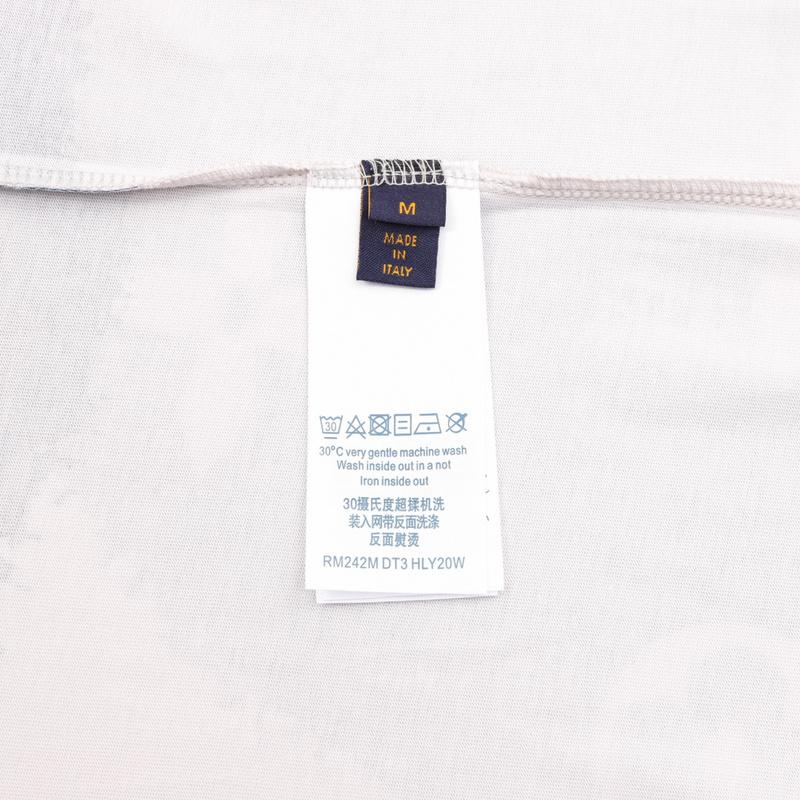 M
MADE
IN
ITALY
30
30°C very gentle machine wash
Wash inside out in a not
Iron inside out
30摄氏度超揉机洗
装入网带反面洗涤
反面熨烫
RM242M DT3 HLY20W